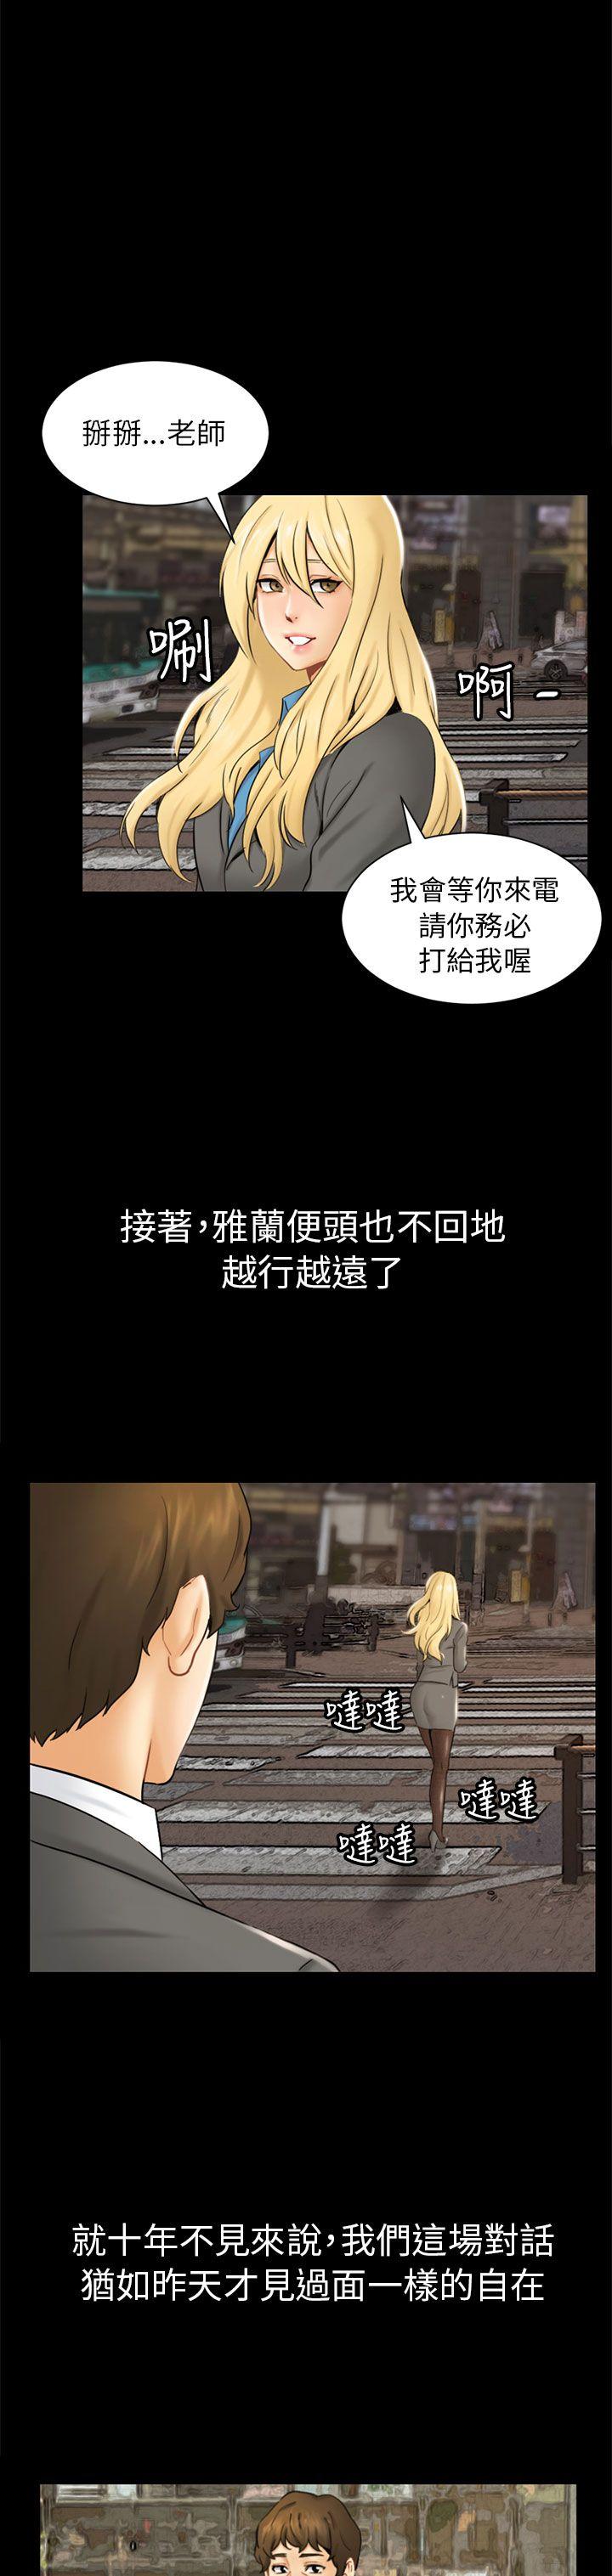 掰掰...老師
唰
啊-
我會等你來電
請你務必
打給我喔
接著,雅蘭便頭也不回地
越行越遠了
噠噠
噠噠
噠噠
就十年不見來說,我們這場對話
猶如昨天才見過面一樣的自在